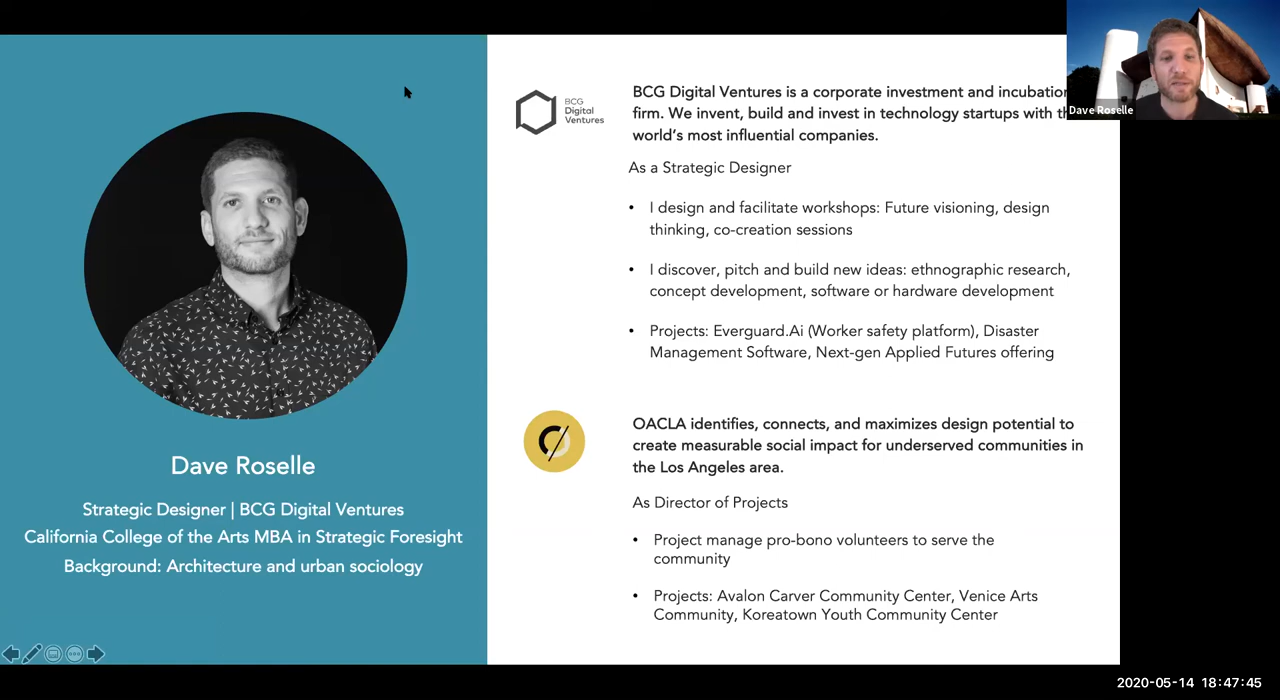 Dave Roselle
Strategic Designer | BCG Digital Ventures
California College of the Arts MBA in Strategic Foresight
Background: Architecture and urban sociology
BCG
Digital
Ventures
BCG Digital Ventures is a corporate investment and incubation
firm. We invent, build and invest in technology startups with
world's most influential companies.
As a Strategic Designer
• I design and facilitate workshops: Future visioning, design
thinking, co-creation sessions
• I discover, pitch and build new ideas: ethnographic research,
concept development, software or hardware development
• Projects: Everguard.Ai (Worker safety platform), Disaster
Management Software, Next-gen Applied Futures offering
OACLA identifies, connects, and maximizes design potential to
create measurable social impact for underserved communities in
the Los Angeles area.
As Director of Projects
• Project manage pro-bono volunteers to serve the
community
• Projects: Avalon Carver Community Center, Venice Arts
Community, Koreatown Youth Community Center
Dave Roselle
2020-05-14 18:47:45